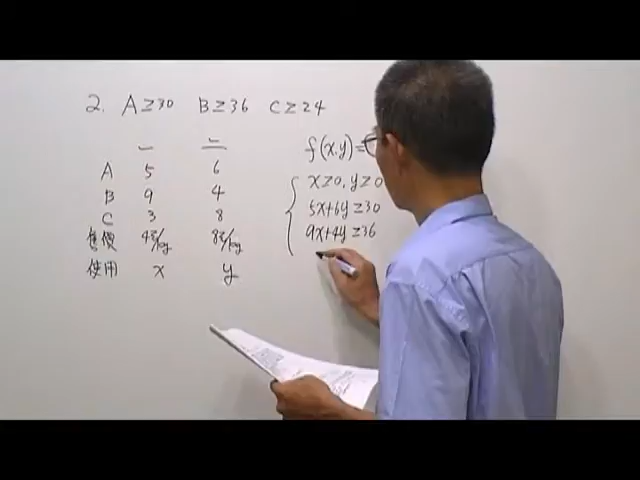 2. A≥30 B≥36 C≥24
一 二
A 5 6
B 9 4
C 3 8
售價 4元/kg 8元/kg
使用 x y
f(x,y)=
x≥0, y≥0
5x+6y≥30
9x+4y≥36